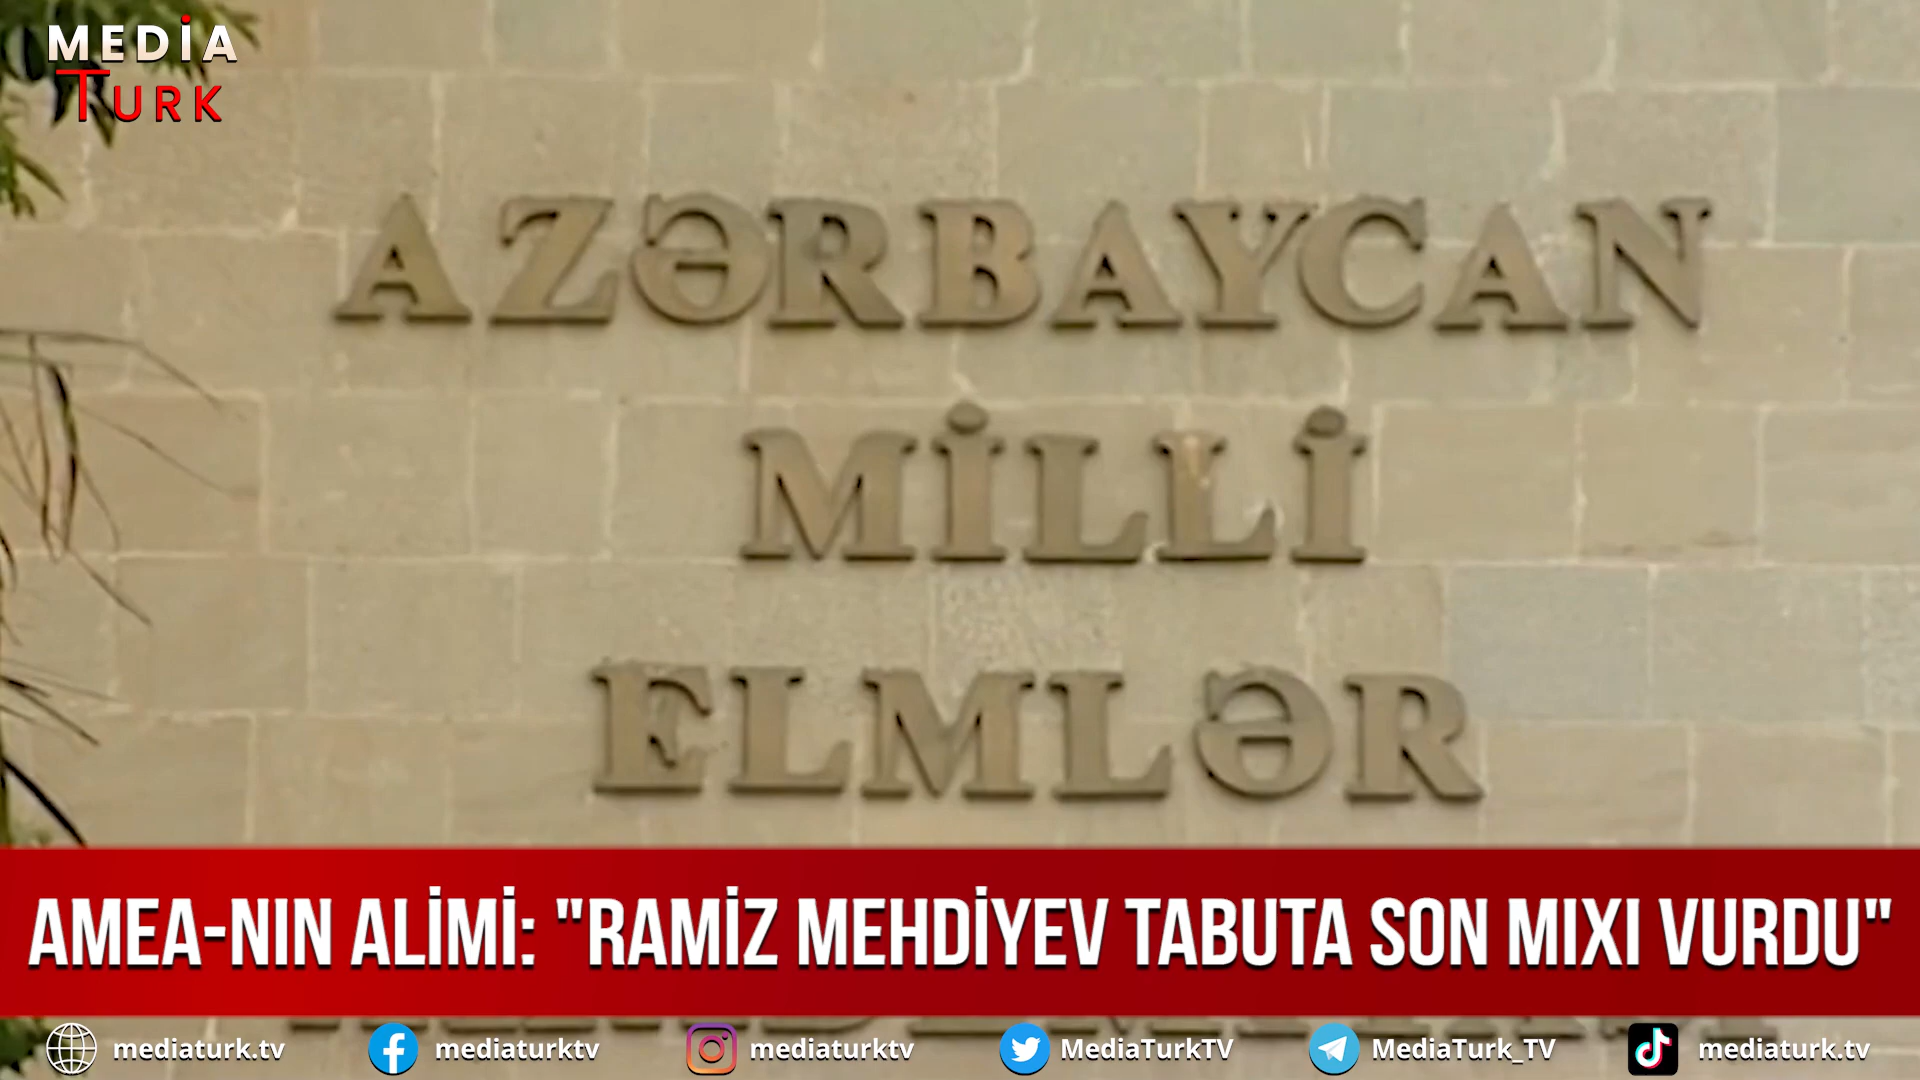 MEDİA
TURK
AZƏRBAYCAN
MİLLİ
ELMLƏR
AMEA-NIN ALİMİ: "RAMİZ MEHDİYEV TABUTA SON MIXI VURDU"
mediaturk.tv mediaturktv mediaturktv MediaTurkTV MediaTurk_TV mediaturk.tv